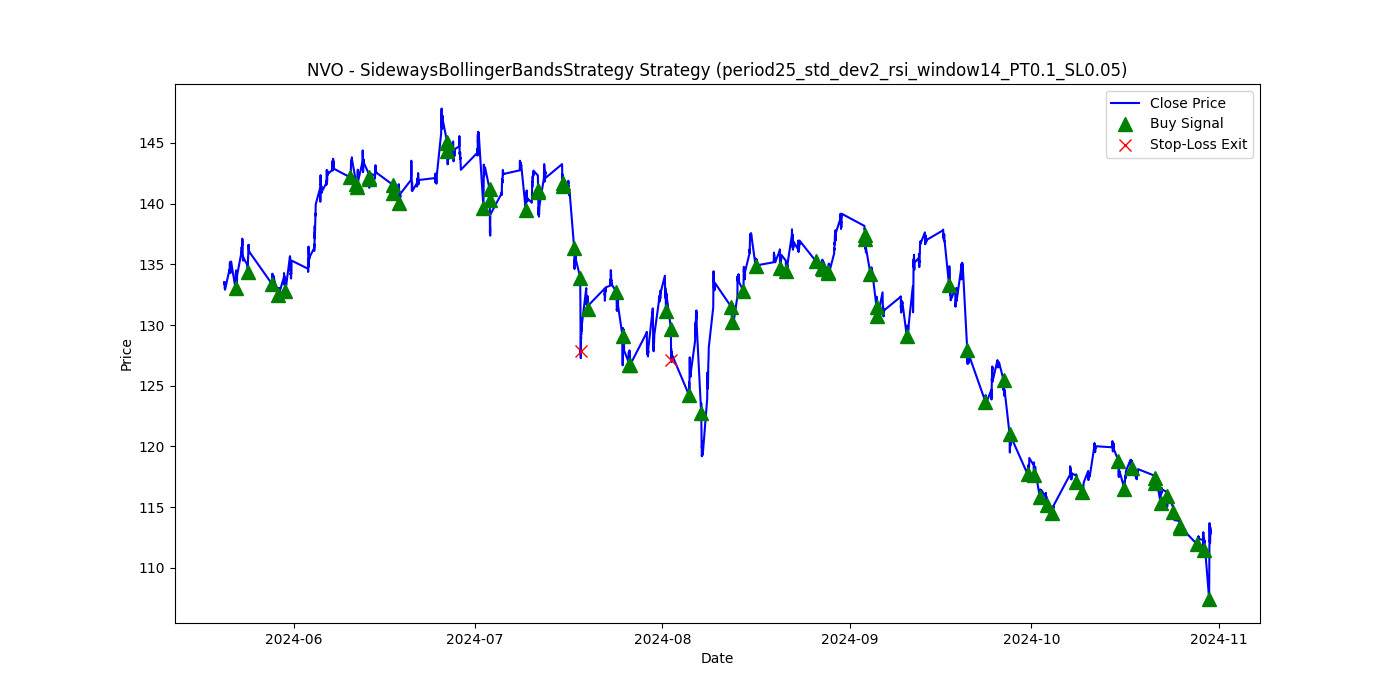 NVO - SidewaysBollingerBandsStrategy Strategy (period25_std_dev2_rsi_window14_PT0.1_SL0.05)
Close Price
Buy Signal
Stop-Loss Exit
Price
145
140
135
130
125
120
115
110
2024-06
2024-07
2024-08
2024-09
2024-10
2024-11
Date